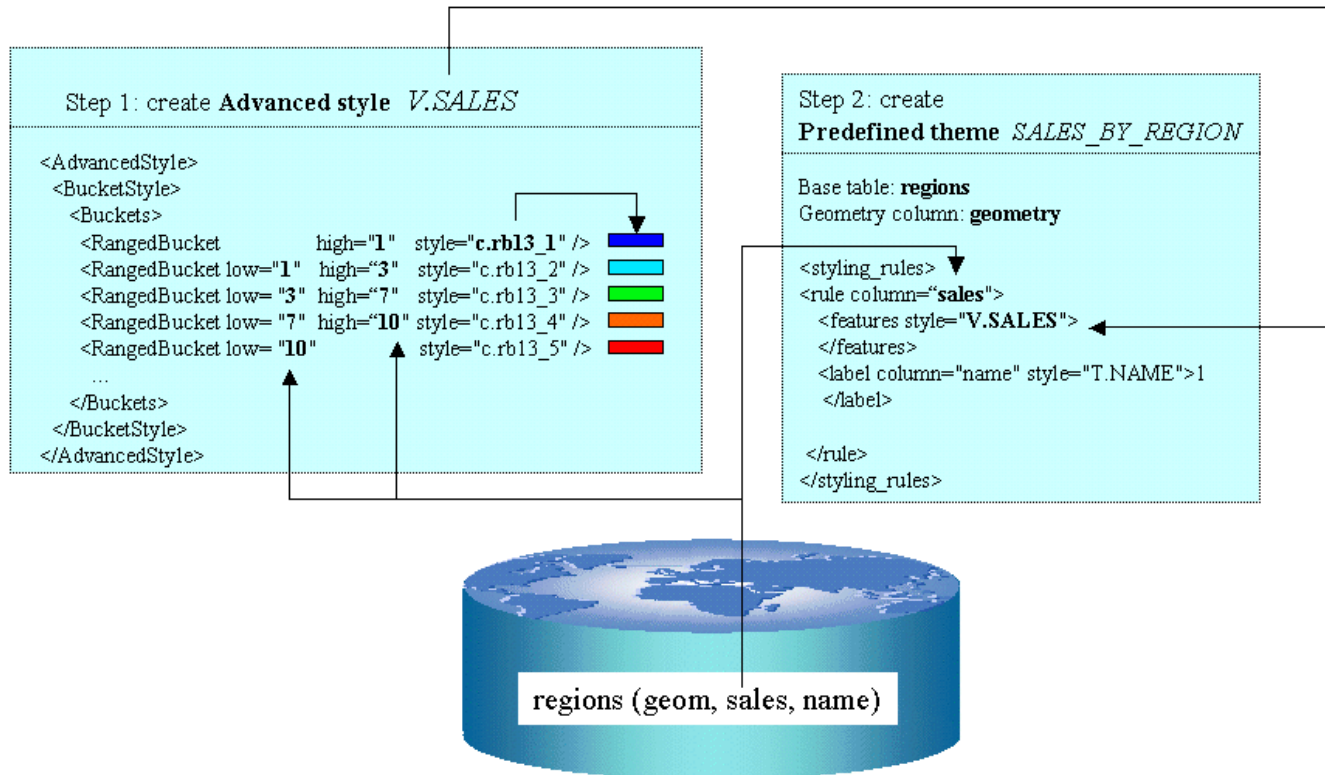 Step 1: create Advanced style V.SALES
<AdvancedStyle>
<BucketStyle>
<Buckets>
<RangedBucket high="1" style="c.rb13_1" />
<RangedBucket low="1" high=“3” style="c.rb13_2" />
<RangedBucket low= "3" high=“7” style="c.rb13_3" />
<RangedBucket low= "7" high=“10” style="c.rb13_4" />
<RangedBucket low= "10" style="c.rb13_5" />
...
</Buckets>
</BucketStyle>
</AdvancedStyle>
Step 2: create
Predefined theme SALES_BY_REGION
Base table: regions
Geometry column: geometry
<styling_rules>
<rule column=“sales">
<features style="V.SALES">
</features>
<label column="name" style="T.NAME">1
</label>
</rule>
</styling_rules>
regions (geom, sales, name)